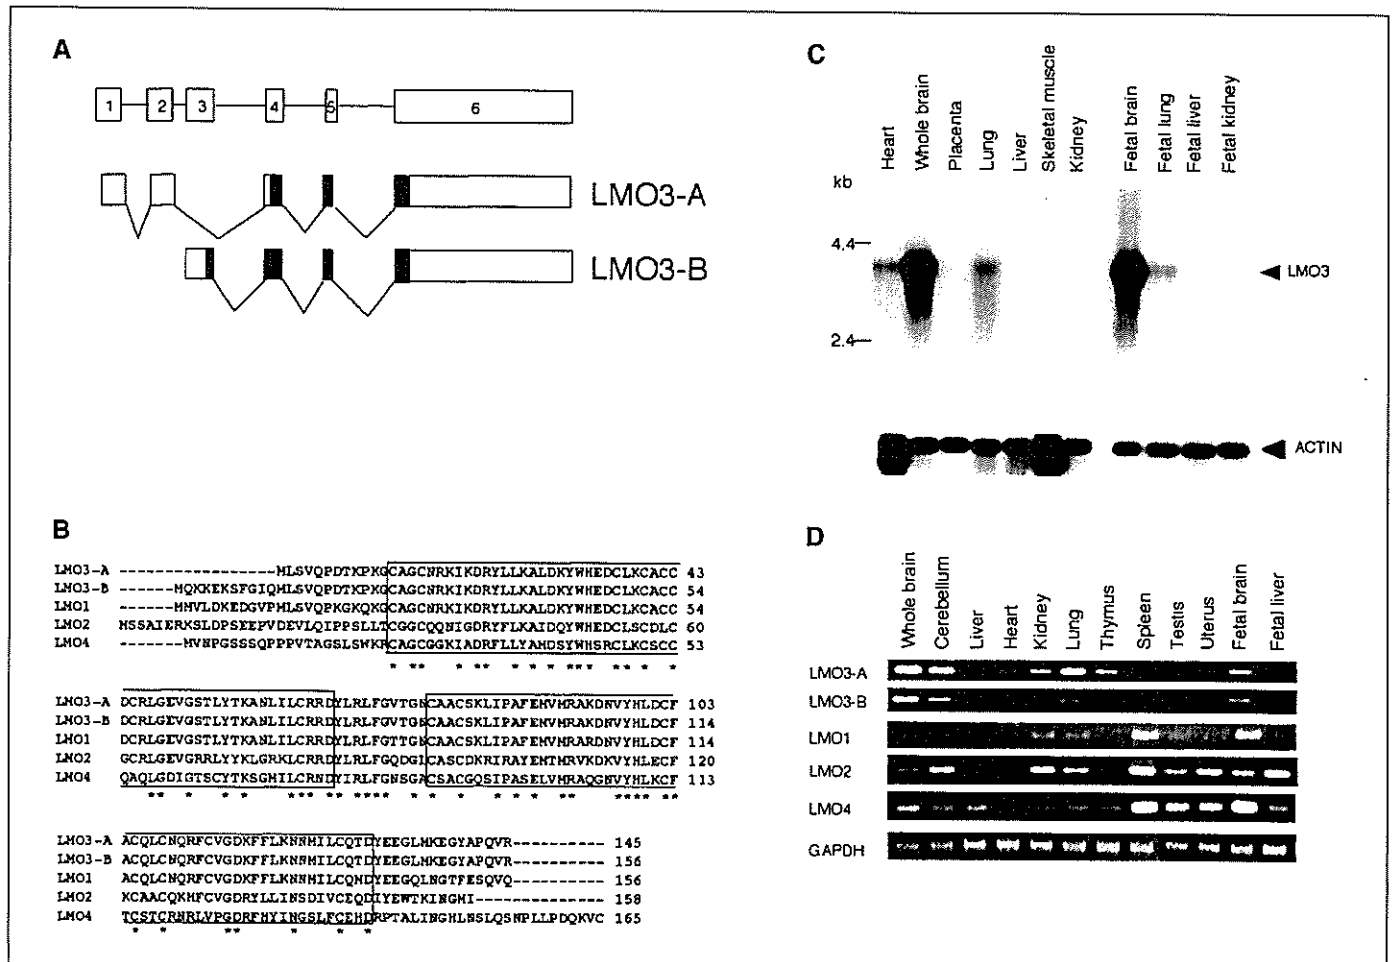 A
1 2 3 4 5 6
LMO3-A
LMO3-B
B
LMO3-A ----------------MLSVQPDTKPKGCAGCNRKIKDRYLLKALDKYWHEDCLKCACC 43
LMO3-B ------MQKKEKSFGIQMLSVQPDTKPKGCAGCNRKIKDRYLLKALDKYWHEDCLKCACC 54
LMO1 ------MMVLDKEDGVPMLSVQPKGKQKGCAGCNRKIKDRYLLKALDKYWHEDCLKCACC 54
LMO2 MSSAIERKSLDPSEEPVDEVLQIPPSLLTCGGCQQNIGDRYFLKAIDQYWHEDCLSCDLC 60
LMO4 -------MVNPGSSSQPPPVTAGSLSWKRCAGCGGKIADRFLLYAMDSYWHSRCLKCSCC 53
LMO3-A DCRLGEVGSTLYTKANLILCRRDYLRLFGVTGNCAACSKLIPAFEMVMRAKDNVYHLDCF 103
LMO3-B DCRLGEVGSTLYTKANLILCRRDYLRLFGVTGNCAACSKLIPAFEMVMRAKDNVYHLDCF 114
LMO1 DCRLGEVGSTLYTKANLILCRRDYLRLFGTTGNCAACSKLIPAFEMVMRARDNVYHLDCF 114
LMO2 GCRLGEVGRRLYYKLGRKLCRRDYLRLFGQDGLCASCDKRIRAYEMTMRVKDKVYHLECF 120
LMO4 QAQLGDIGTSCYTKSGMILCRNDYIRLFGNSGACSACGQSIPASELVMRAQGNVYHLKCF 113
LMO3-A ACQLCNQRFCVGDKFFLKNNMILCQTDYEEGLMKEGYAPQVR---------- 145
LMO3-B ACQLCNQRFCVGDKFFLKNNMILCQTDYEEGLMKEGYAPQVR---------- 156
LMO1 ACQLCNQRFCVGDKFFLKNNMILCQMDYEEGQLNGTFESQVQ---------- 156
LMO2 KCAACQKHFCVGDRYLLINSDIVCEQDIYEWTKINGMI-------------- 158
LMO4 TCSTCRNRLVPGDRFHYINGSLFCEHDRPTALINGHLNSLQSNPLLPDQKVC 165
C
Heart Whole brain Placenta Lung Liver Skeletal muscle Kidney Fetal brain Fetal lung Fetal liver Fetal kidney
kb
4.4
LMO3
2.4
ACTIN
D
Whole brain Cerebellum Liver Heart Kidney Lung Thymus Spleen Testis Uterus Fetal brain Fetal liver
LMO3-A
LMO3-B
LMO1
LMO2
LMO4
GAPDH